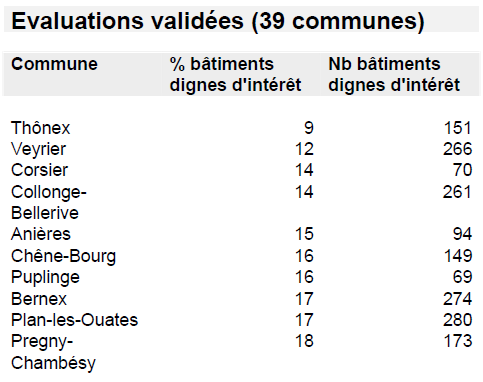 Evaluations validées (39 communes)
Commune % bâtiments Nb bâtiments
dignes d'intérêt dignes d'intérêt
Thônex 9 151
Veyrier 12 266
Corsier 14 70
Collonge- 14 261
Bellerive
Anières 15 94
Chêne-Bourg 16 149
Puplinge 16 69
Bernex 17 274
Plan-les-Ouates 17 280
Pregny- 18 173
Chambésy